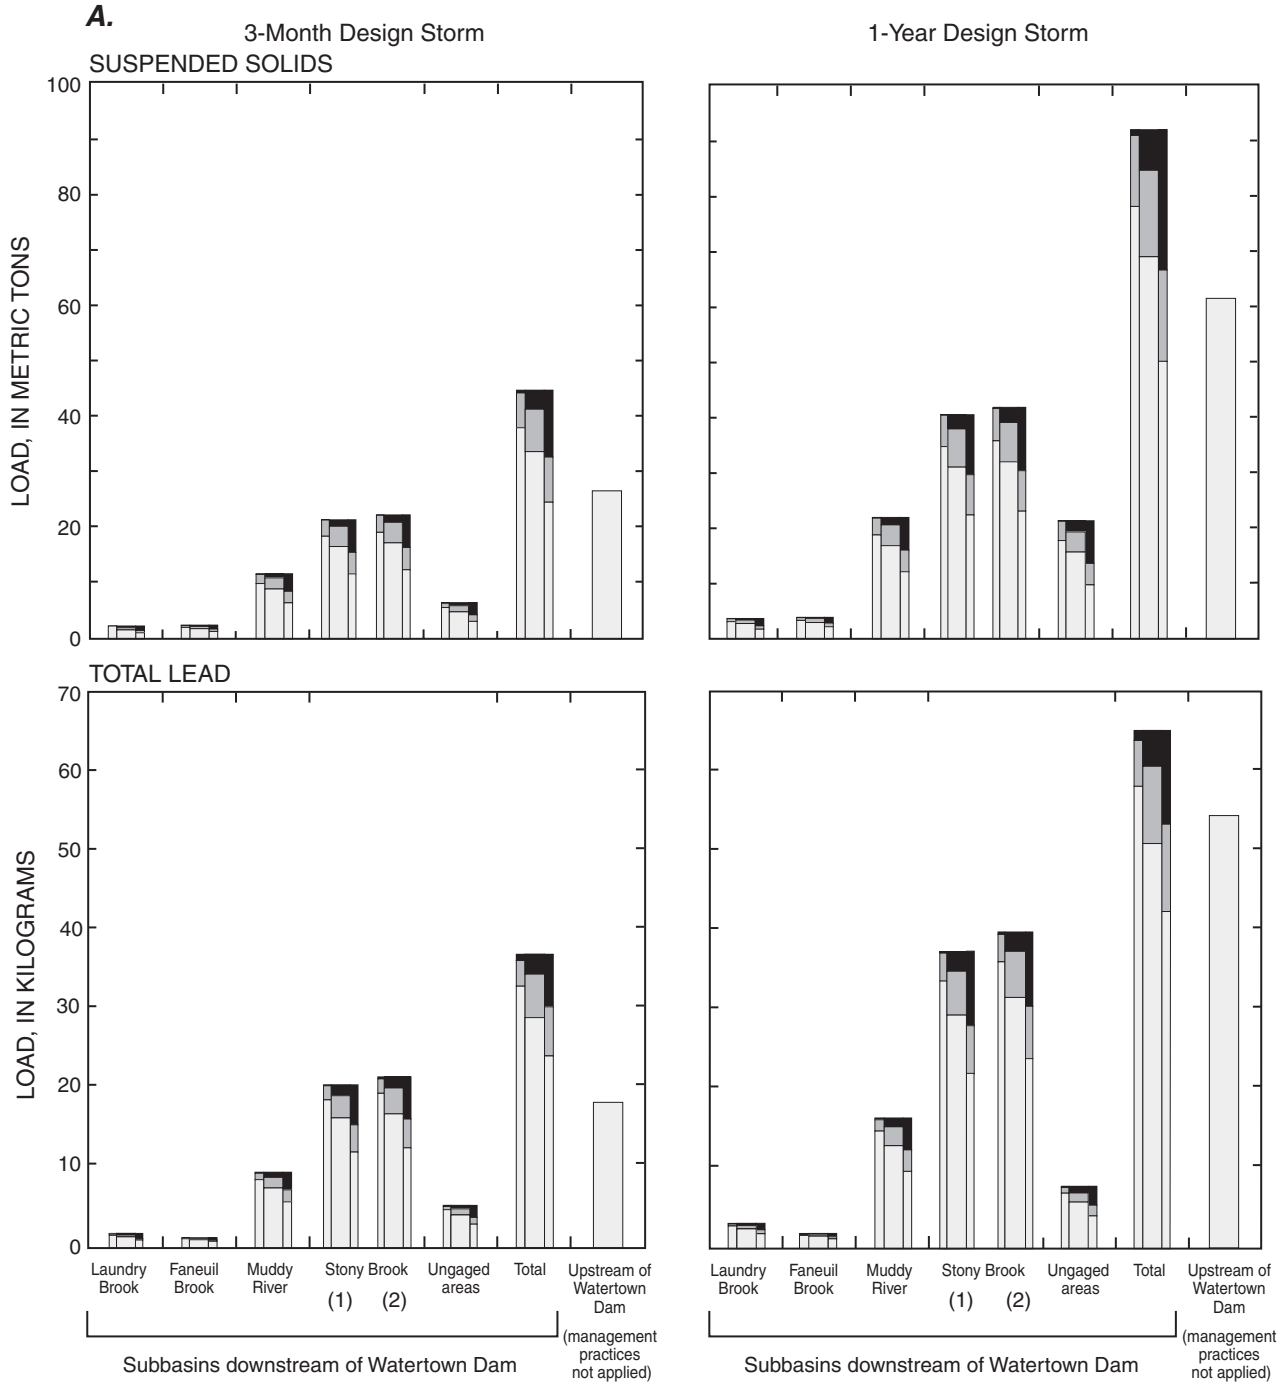 A.
3-Month Design Storm
1-Year Design Storm
SUSPENDED SOLIDS
100
80
60
40
20
0
LOAD, IN METRIC TONS
TOTAL LEAD
70
60
50
40
30
20
10
0
LOAD, IN KILOGRAMS
Laundry
Brook
Faneuil
Brook
Muddy
River
Stony Brook
(1) (2)
Ungaged
areas
Total
Upstream of
Watertown
Dam
(management
practices
not applied)
Subbasins downstream of Watertown Dam
Laundry
Brook
Faneuil
Brook
Muddy
River
Stony Brook
(1) (2)
Ungaged
areas
Total
Upstream of
Watertown
Dam
(management
practices
not applied)
Subbasins downstream of Watertown Dam